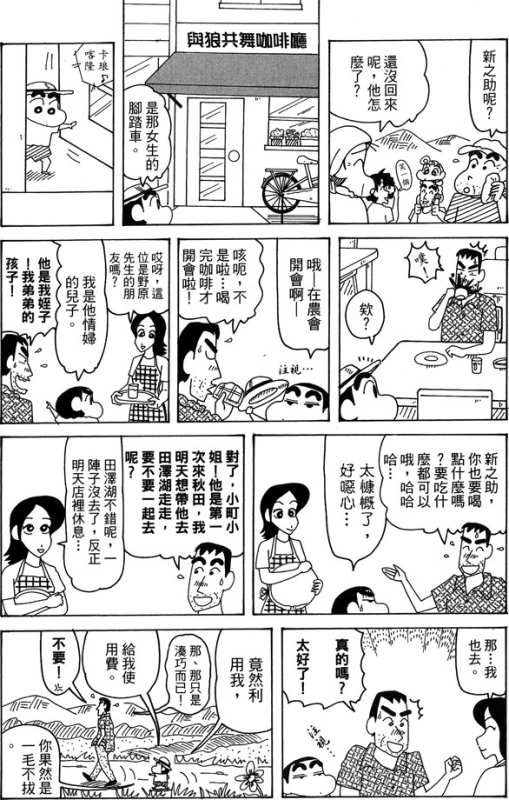 新之助呢？
還沒回來
呢，他怎
麼了？
笑一個
與狼共舞咖啡廳
是那女生的
腳踏車。
卡琅♪
喀隆
噗！
欸？
哦，在農會
開會啊—
咳呃，不
是啦…喝
完咖啡才
開會啦！
注視…
哎呀，這
位是野原
先生的朋
友嗎？
我是他情婦
的兒子。
他是我姪子
！我弟弟的
孩子！
新之助，
你也要喝
點什麼嗎
？要吃什
麼都可以
哦，哈哈
哈…
太慷慨了，
好噁心…
對了，小町小
姐！他是第一
次來秋田，我
明天想帶他去
田澤湖走走，
要不要一起去
呢？
田澤湖不錯呢，一
陣子沒去了，反正
明天店裡休息…
那…我
也去。
真的嗎？
太好了！
注視
竟然利
用我，
那、那只是
湊巧而已！
給我使
用費。
不要！
你果然是
一毛不拔
。